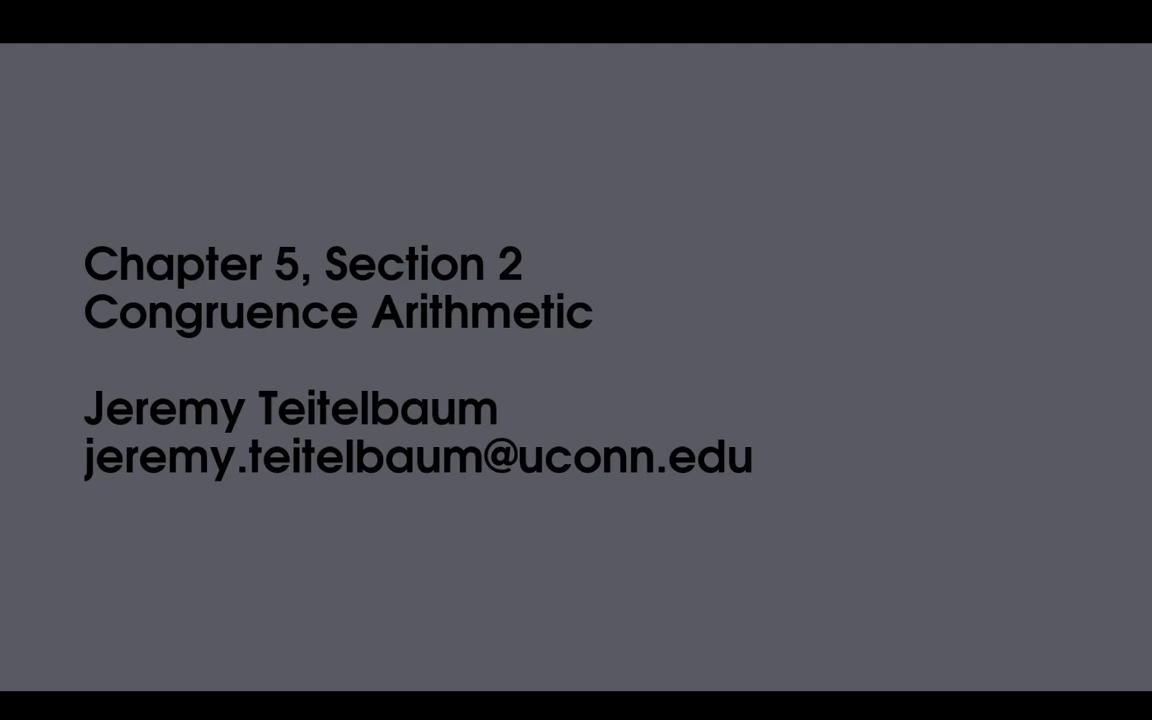 Chapter 5, Section 2
Congruence Arithmetic
Jeremy Teitelbaum
jeremy.teitelbaum@uconn.edu